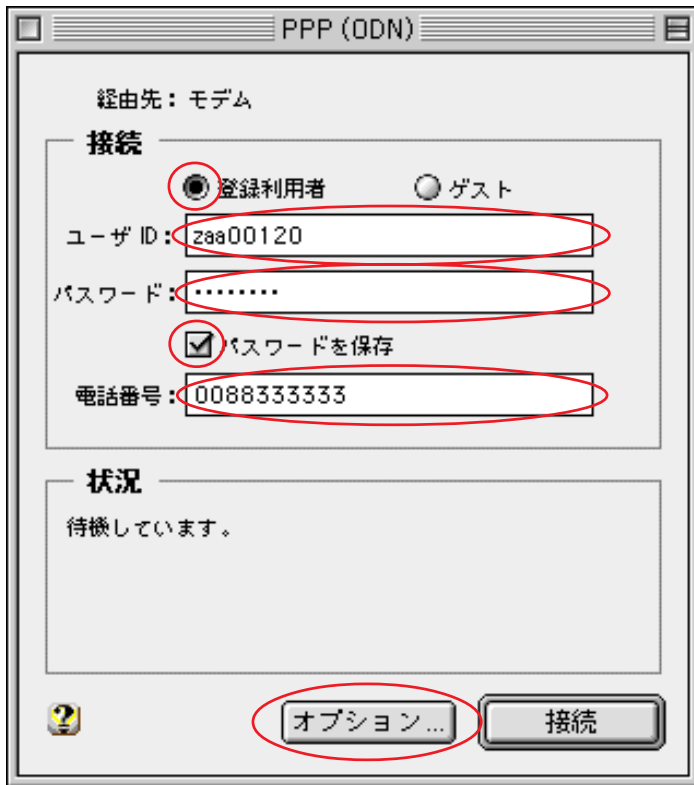 PPP (ODN)
経由先： モデム
接続
登録利用者 ゲスト
ユーザ ID： zaa00120
パスワード： ••••••••
パスワードを保存
電話番号： 0088333333
状況
待機しています。
オプション... 接続